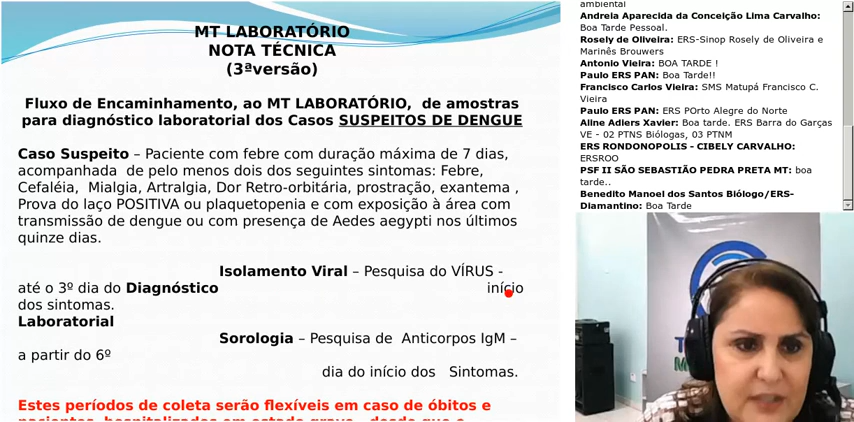 MT LABORATÓRIO
NOTA TÉCNICA
(3ªversão)
Fluxo de Encaminhamento, ao MT LABORATÓRIO, de amostras
para diagnóstico laboratorial dos Casos SUSPEITOS DE DENGUE
Caso Suspeito – Paciente com febre com duração máxima de 7 dias,
acompanhada de pelo menos dois dos seguintes sintomas: Febre,
Cefaléia, Mialgia, Artralgia, Dor Retro-orbitária, prostração, exantema ,
Prova do laço POSITIVA ou plaquetopenia e com exposição à área com
transmissão de dengue ou com presença de Aedes aegypti nos últimos
quinze dias.
Isolamento Viral – Pesquisa do VÍRUS -
até o 3º dia do Diagnóstico início
dos sintomas.
Laboratorial
Sorologia – Pesquisa de Anticorpos IgM –
a partir do 6º
dia do início dos Sintomas.
Estes períodos de coleta serão flexíveis em caso de óbitos e
pacientes hospitalizados em estado grave, desde que o
ambiental
Andreia Aparecida da Conceição Lima Carvalho:
Boa Tarde Pessoal.
Rosely de Oliveira: ERS-Sinop Rosely de Oliveira e
Marinês Brouwers
Antonio Vieira: BOA TARDE !
Paulo ERS PAN: Boa Tarde!!
Francisco Carlos Vieira: SMS Matupá Francisco C.
Vieira
Paulo ERS PAN: ERS POrto Alegre do Norte
Aline Adiers Xavier: Boa tarde. ERS Barra do Garças
VE - 02 PTNS Biólogas, 03 PTNM
ERS RONDONOPOLIS - CIBELY CARVALHO:
ERSROO
PSF II SÃO SEBASTIÃO PEDRA PRETA MT: boa
tarde..
Benedito Manoel dos Santos Biólogo/ERS-
Diamantino: Boa Tarde